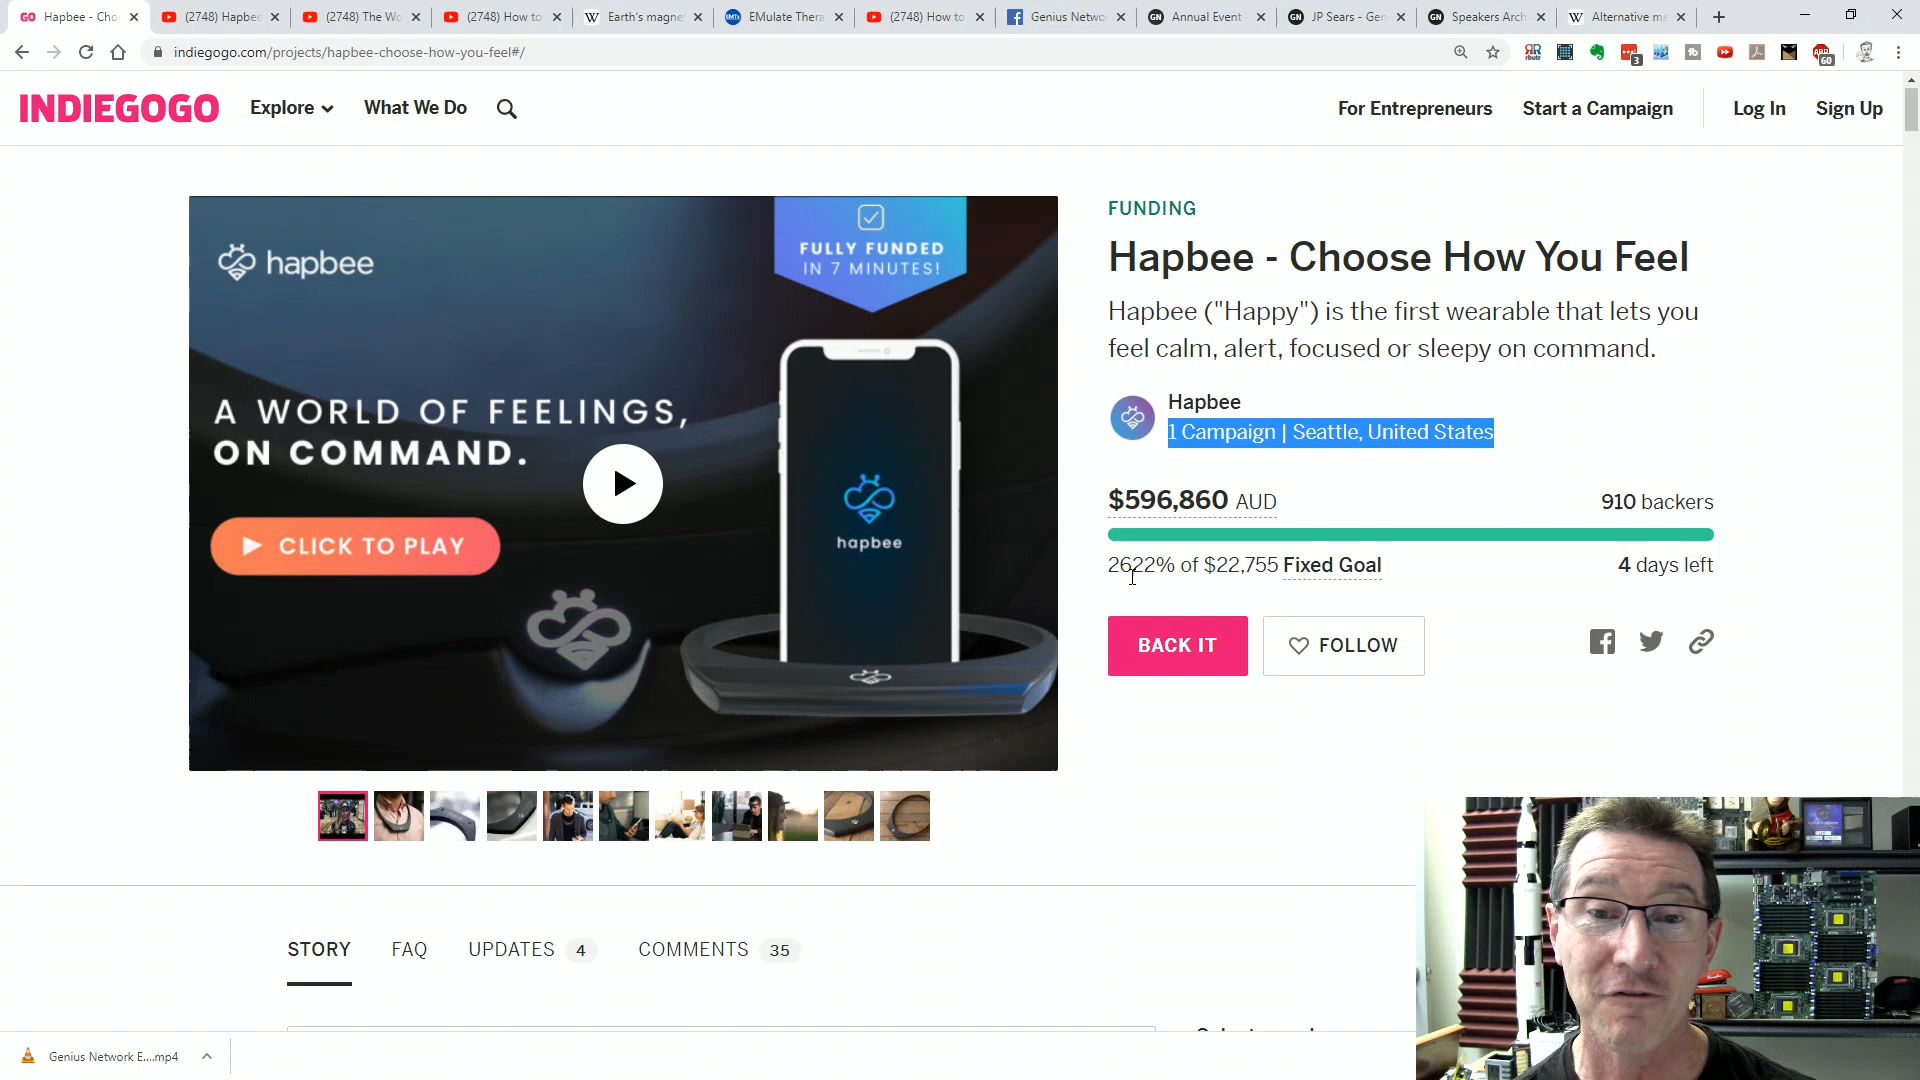 Hapbee - Cho
(2748) Hapbee
(2748) The Wo
(2748) How to
Earth's magne
EMulate Thera
(2748) How to
Genius Netwo
Annual Event
JP Sears - Gen
Speakers Arch
Alternative me
indiegogo.com/projects/hapbee-choose-how-you-feel#/
3
60
INDIEGOGO
Explore
What We Do
For Entrepreneurs
Start a Campaign
Log In
Sign Up
hapbee
FULLY FUNDED
IN 7 MINUTES!
A WORLD OF FEELINGS,
ON COMMAND.
CLICK TO PLAY
hapbee
FUNDING
Hapbee - Choose How You Feel
Hapbee ("Happy") is the first wearable that lets you
feel calm, alert, focused or sleepy on command.
Hapbee
1 Campaign | Seattle, United States
$596,860 AUD
910 backers
2622% of $22,755 Fixed Goal
4 days left
BACK IT
FOLLOW
STORY
FAQ
UPDATES 4
COMMENTS 35
Genius Network E....mp4